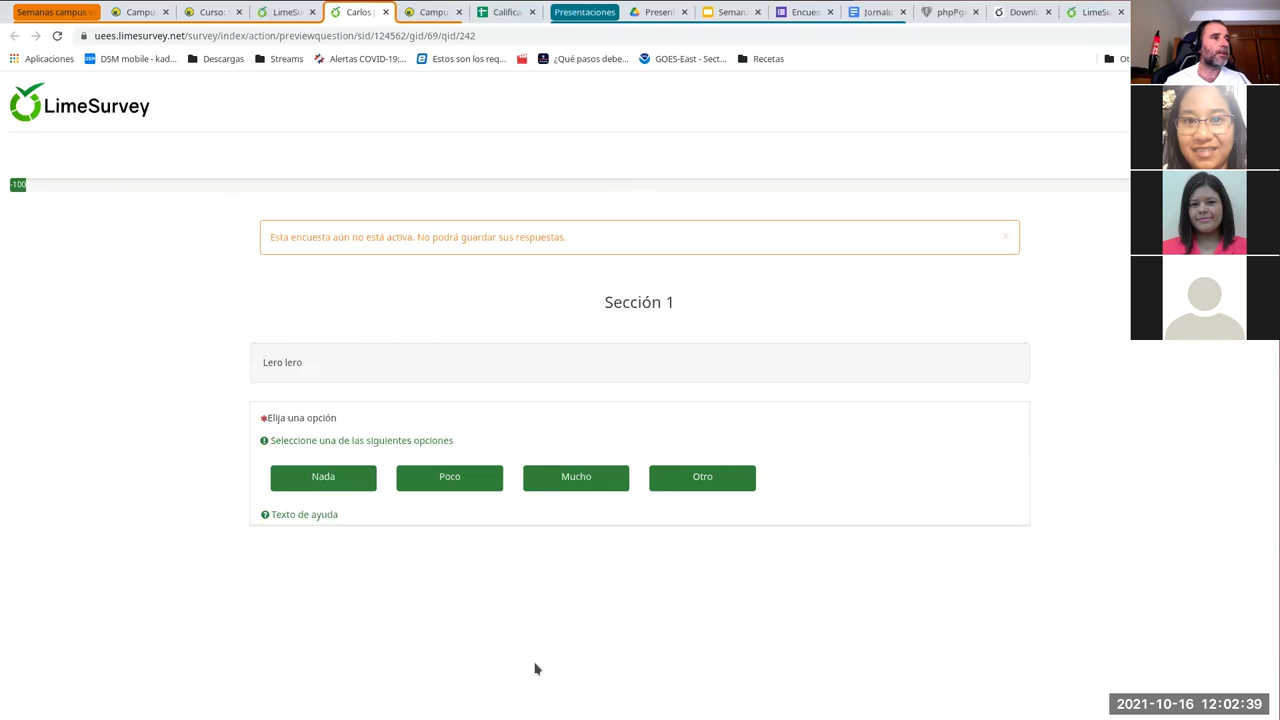 Semanas campus v
Campu
Curso:
LimeSu
Carlos
Campu
Califica
Presentaciones
Present
Seman
Encues
Jornali
phpPg
Downl
LimeSu
uees.limesurvey.net/survey/index/action/previewquestion/sid/124562/gid/69/qid/242
Aplicaciones
DSM mobile - kad...
Descargas
Streams
Alertas COVID-19:...
Estos son los req...
¿Qué pasos debe...
GOES-East - Sect...
Recetas
Ot
LimeSurvey
-100
Esta encuesta aún no está activa. No podrá guardar sus respuestas.
Sección 1
Lero lero
*Elija una opción
Seleccione una de las siguientes opciones
Nada
Poco
Mucho
Otro
Texto de ayuda
2021-10-16 12:02:39